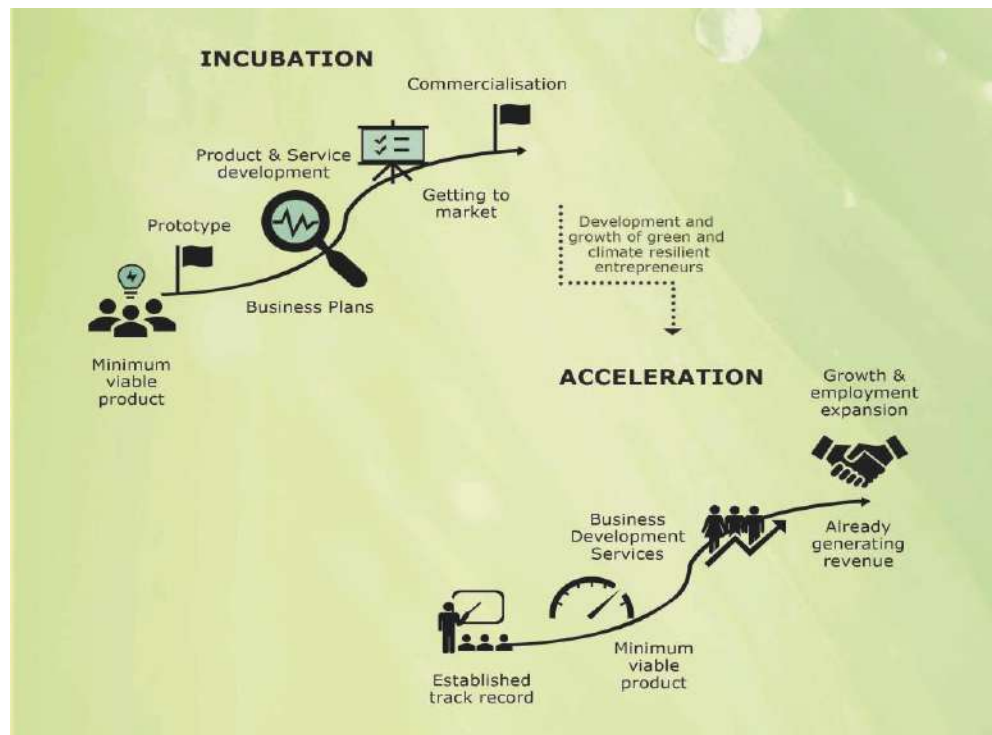 INCUBATION
Commercialisation
Product & Service
development
Getting to
market
Prototype
Business Plans
Minimum
viable
product
Development and
growth of green and
climate resilient
entrepreneurs
ACCELERATION
Growth &
employment
expansion
Business
Development
Services
Already
generating
revenue
Minimum
viable
product
Established
track record